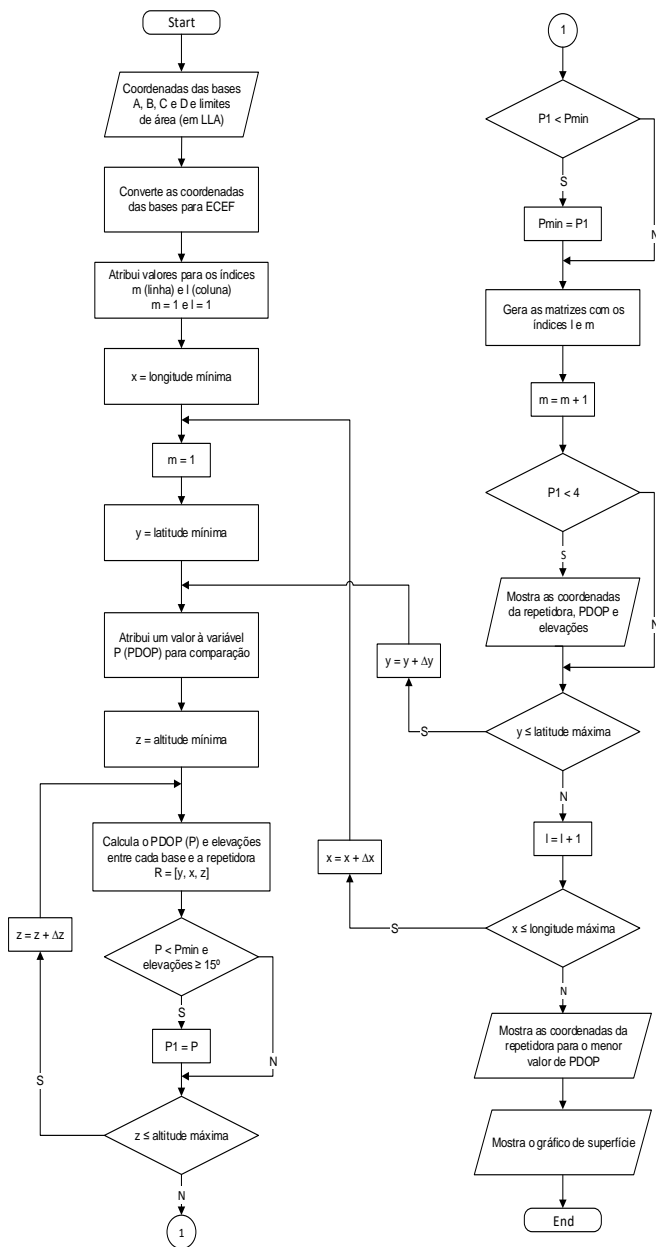 Start
Coordenadas das bases
A, B, C e D e limites
de área (em LLA)
Converte as coordenadas
das bases para ECEF
Atribui valores para os índices
m (linha) e l (coluna)
m = 1 e l = 1
x = longitude mínima
m = 1
y = latitude mínima
Atribui um valor à variável
P (PDOP) para comparação
z = altitude mínima
Calcula o PDOP (P) e elevações
entre cada base e a repetidora
R = [y, x, z]
z = z + Δz
P < Pmin e
elevações ≥ 15º
S
P1 = P
N
S
z ≤ altitude máxima
N
1
1
P1 < Pmin
S
Pmin = P1
N
Gera as matrizes com os
índices l e m
m = m + 1
P1 < 4
S
Mostra as coordenadas
da repetidora, PDOP e
elevações
N
y = y + Δy
S
y ≤ latitude máxima
N
l = l + 1
x = x + Δx
S
x ≤ longitude máxima
N
Mostra as coordenadas da
repetidora para o menor
valor de PDOP
Mostra o gráfico de superfície
End